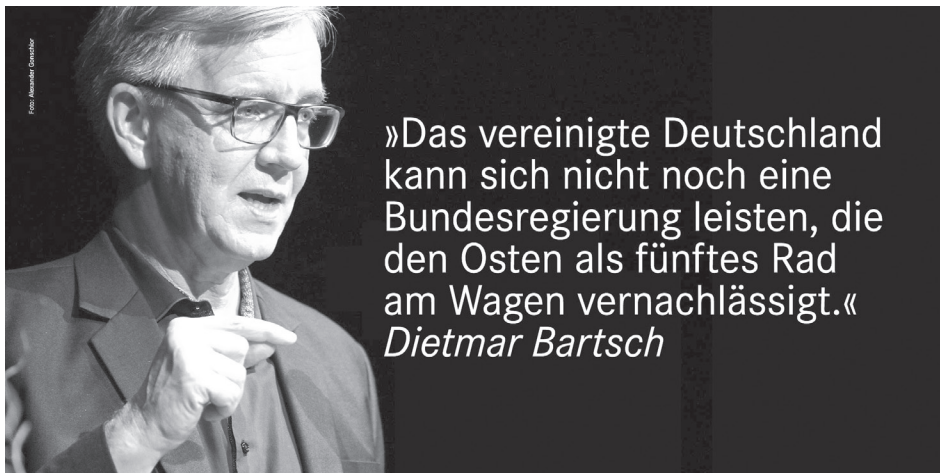 Foto: Alexander Gonschior
»Das vereinigte Deutschland
kann sich nicht noch eine
Bundesregierung leisten, die
den Osten als fünftes Rad
am Wagen vernachlässigt.«
Dietmar Bartsch